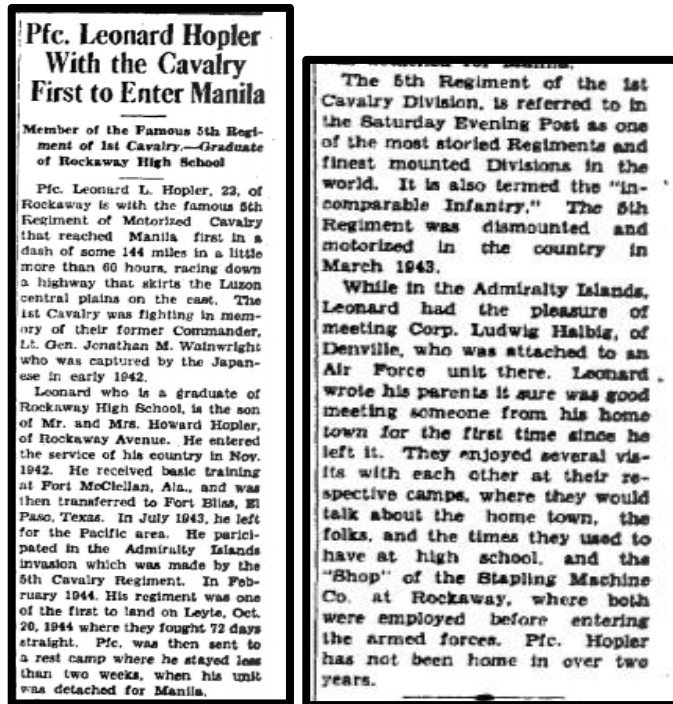 Pfc. Leonard Hopler
With the Cavalry
First to Enter Manila
Member of the Famous 5th Regi-
ment of 1st Cavalry.—Graduate
of Rockaway High School
Pfc. Leonard L. Hopler, 23, of
Rockaway is with the famous 5th
Regiment of Motorized Cavalry
that reached Manila first in a
dash of some 144 miles in a little
more than 60 hours, racing down
a highway that skirts the Luzon
central plains on the east. The
1st Cavalry was fighting in mem-
ory of their former Commander,
Lt. Gen. Jonathan M. Wainwright
who was captured by the Japan-
ese in early 1942.
Leonard who is a graduate of
Rockaway High School, is the son
of Mr. and Mrs. Howard Hopler,
of Rockaway Avenue. He entered
the service of his country in Nov.
1942. He received basic training
at Fort McClellan, Ala., and was
then transferred to Fort Bliss, El
Paso, Texas. In July 1943, he left
for the Pacific area. He parici-
pated in the Admiralty Islands
invasion which was made by the
5th Cavalry Regiment. In Feb-
ruary 1944. His regiment was one
of the first to land on Leyte, Oct.
20, 1944 where they fought 72 days
straight. Pfc. was then sent to
a rest camp where he stayed less
than two weeks, when his unit
was detached for Manila.
was detached for Manila.
The 5th Regiment of the 1st
Cavalry Division, is referred to in
the Saturday Evening Post as one
of the most storied Regiments and
finest mounted Divisions in the
world. It is also termed the "in-
comparable Infantry." The 5th
Regiment was dismounted and
motorized in the country in
March 1943.
While in the Admiralty Islands,
Leonard had the pleasure of
meeting Corp. Ludwig Halbig, of
Denville, who was attached to an
Air Force unit there. Leonard
wrote his parents it sure was good
meeting someone from his home
town for the first time since he
left it. They enjoyed several vis-
its with each other at their re-
spective camps, where they would
talk about the home town, the
folks, and the times they used to
have at high school, and the
"Shop" of the Stapling Machine
Co. at Rockaway, where both
were employed before entering
the armed forces. Pfc. Hopler
has not been home in over two
years.